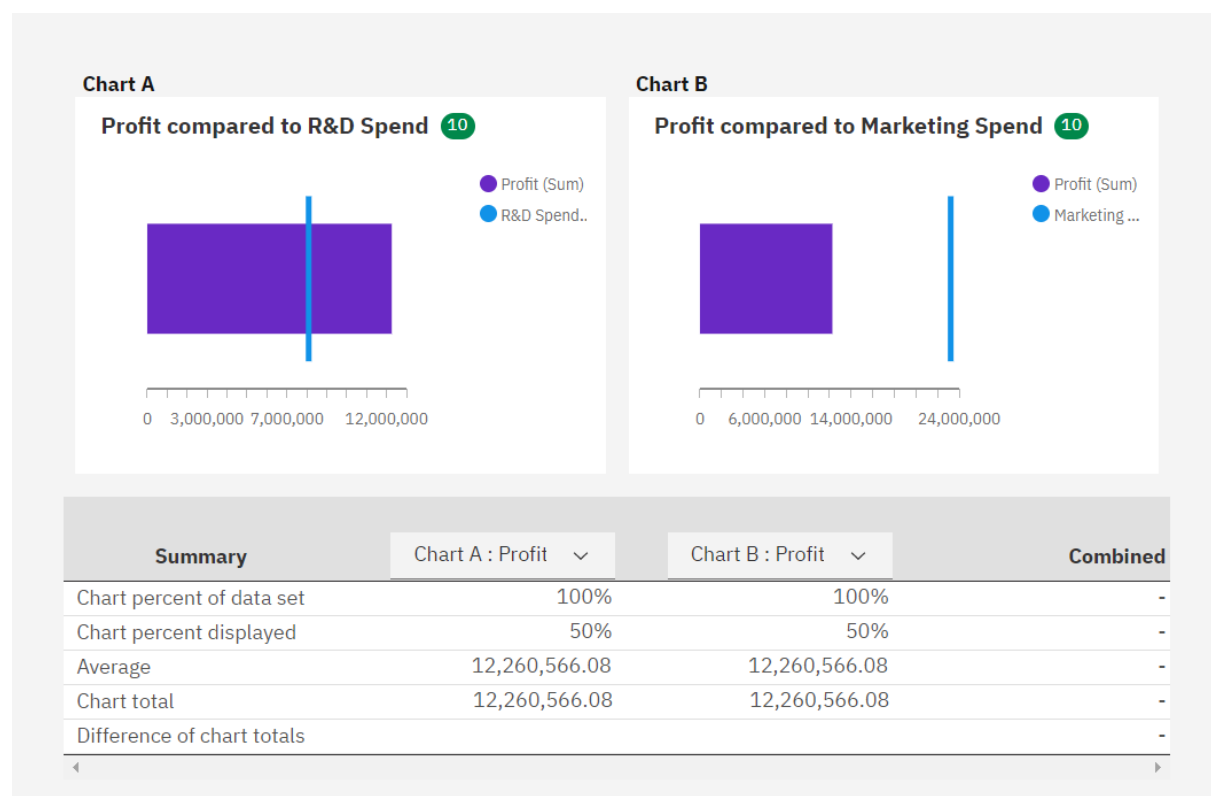 Chart A
Chart B
Profit compared to R&D Spend 10
Profit compared to Marketing Spend 10
Profit (Sum)
R&D Spend..
Profit (Sum)
Marketing ...
0 3,000,000 7,000,000 12,000,000
0 6,000,000 14,000,000 24,000,000
Summary Chart A : Profit Chart B : Profit Combined
Chart percent of data set 100% 100% -
Chart percent displayed 50% 50% -
Average 12,260,566.08 12,260,566.08 -
Chart total 12,260,566.08 12,260,566.08 -
Difference of chart totals -